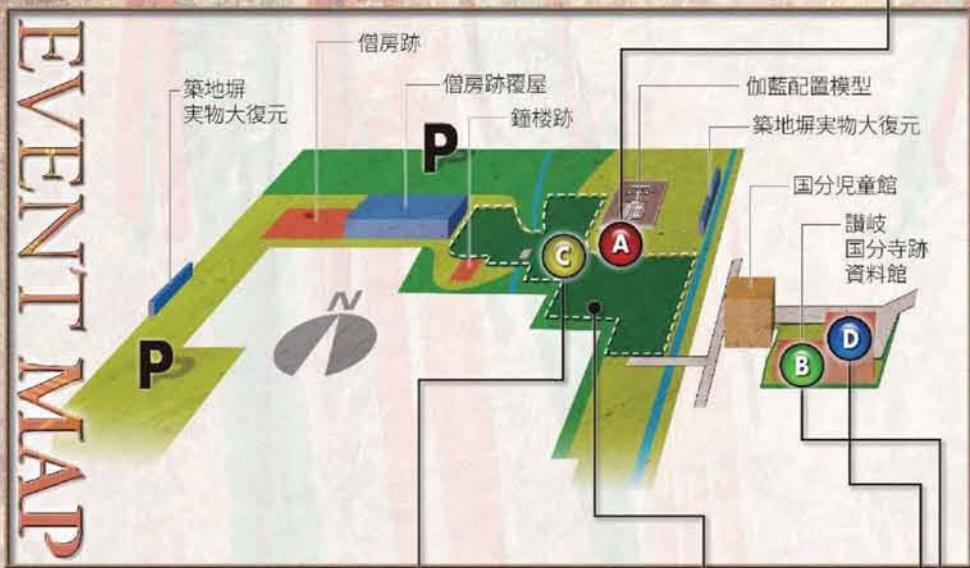 EVENT MAP
僧房跡
築地塀
実物大復元
僧房跡覆屋
鐘楼跡
伽藍配置模型
築地塀実物大復元
国分児童館
讃岐
国分寺跡
資料館
P
P
N
C
A
B
D